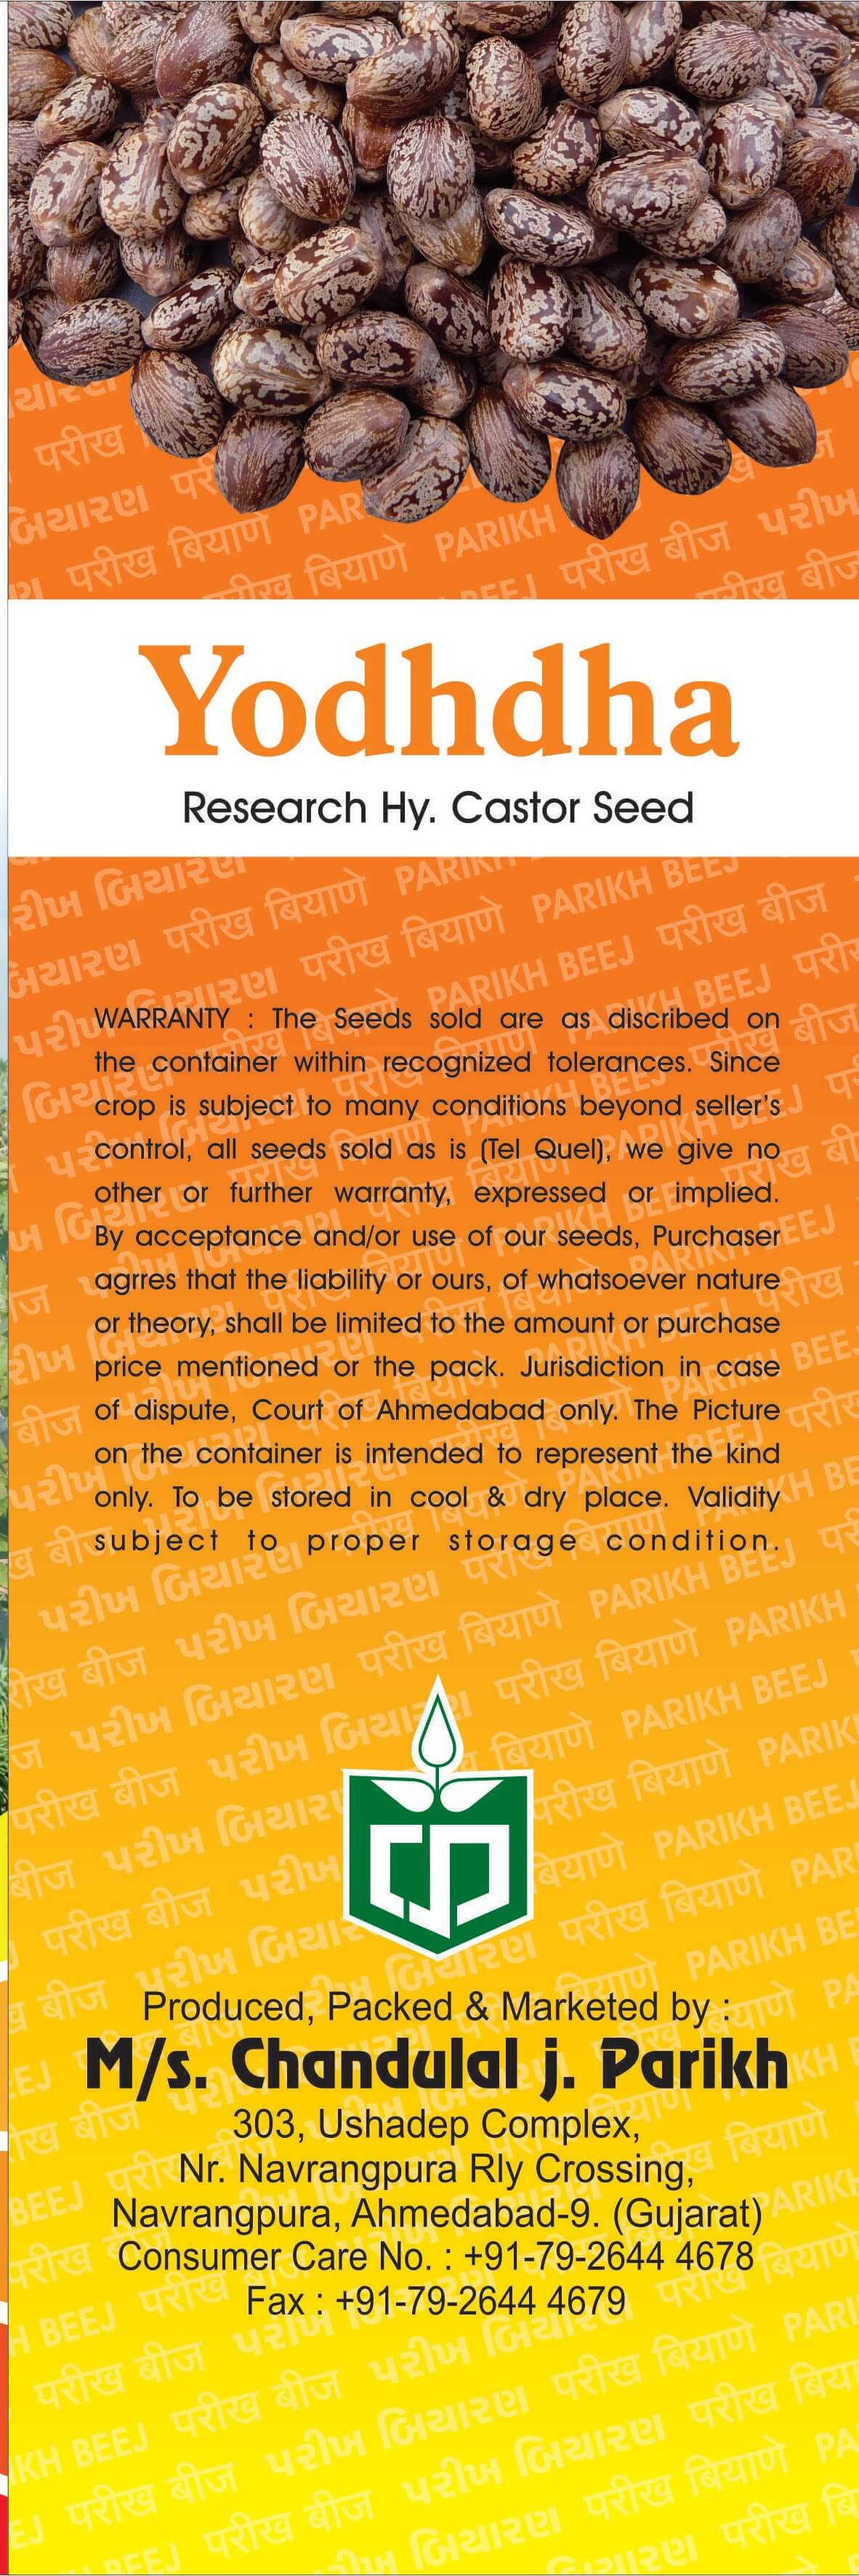 Yodhdha
Research Hy. Castor Seed
WARRANTY : The Seeds sold are as discribed on
the container within recognized tolerances. Since
crop is subject to many conditions beyond seller's
control, all seeds sold as is (Tel Quel), we give no
other or further warranty, expressed or implied.
By acceptance and/or use of our seeds, Purchaser
agrres that the liability or ours, of whatsoever nature
or theory, shall be limited to the amount or purchase
price mentioned or the pack. Jurisdiction in case
of dispute, Court of Ahmedabad only. The Picture
on the container is intended to represent the kind
only. To be stored in cool & dry place. Validity
subject to proper storage condition.
Produced, Packed & Marketed by :
M/s. Chandulal j. Parikh
303, Ushadep Complex,
Nr. Navrangpura Rly Crossing,
Navrangpura, Ahmedabad-9. (Gujarat)
Consumer Care No. : +91-79-2644 4678
Fax : +91-79-2644 4679
પરીખ બિયારણ परीख बियाणे PARIKH BEEJ परीख बीज